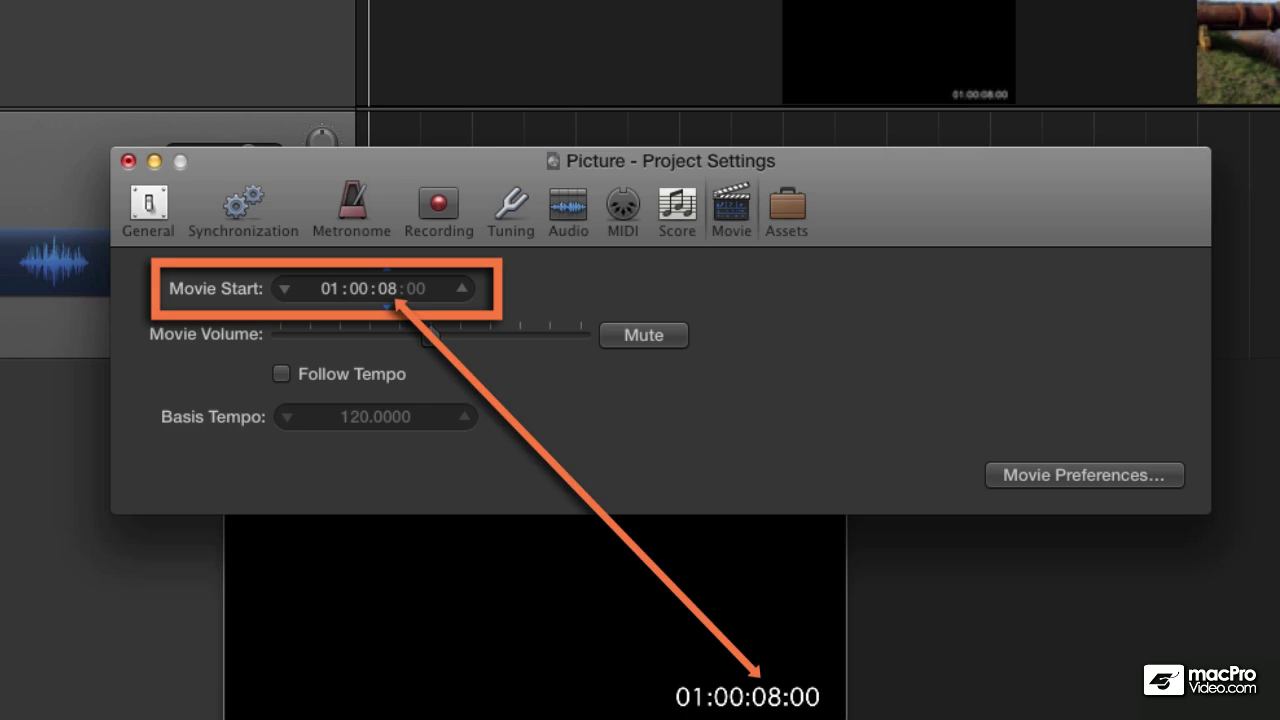 01:00:08:00
Picture - Project Settings
General Synchronization Metronome Recording Tuning Audio MIDI Score Movie Assets
Movie Start: 01:00:08:00
Movie Volume: Mute
Follow Tempo
Basis Tempo: 120.0000
Movie Preferences...
01:00:08:00
macPro
Video.com